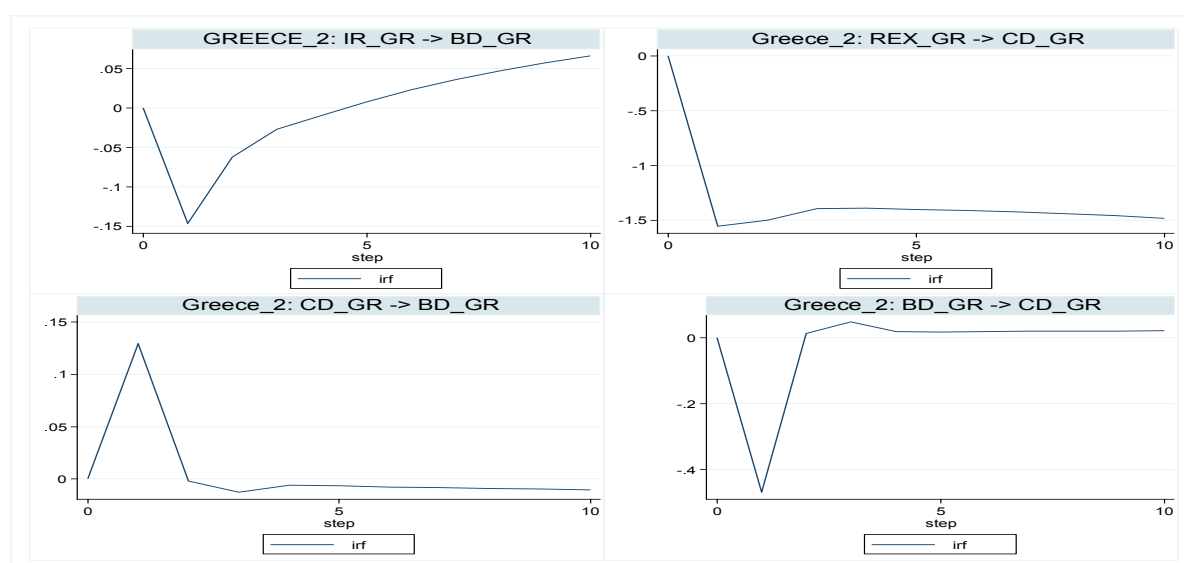 GREECE_2: IR_GR -> BD_GR
.05
0
-.05
-.1
-.15
0 5 10
step
irf
Greece_2: REX_GR -> CD_GR
0
-.5
-1
-1.5
0 5 10
step
irf
Greece_2: CD_GR -> BD_GR
.15
.1
.05
0
0 5 10
step
irf
Greece_2: BD_GR -> CD_GR
0
-.2
-.4
0 5 10
step
irf